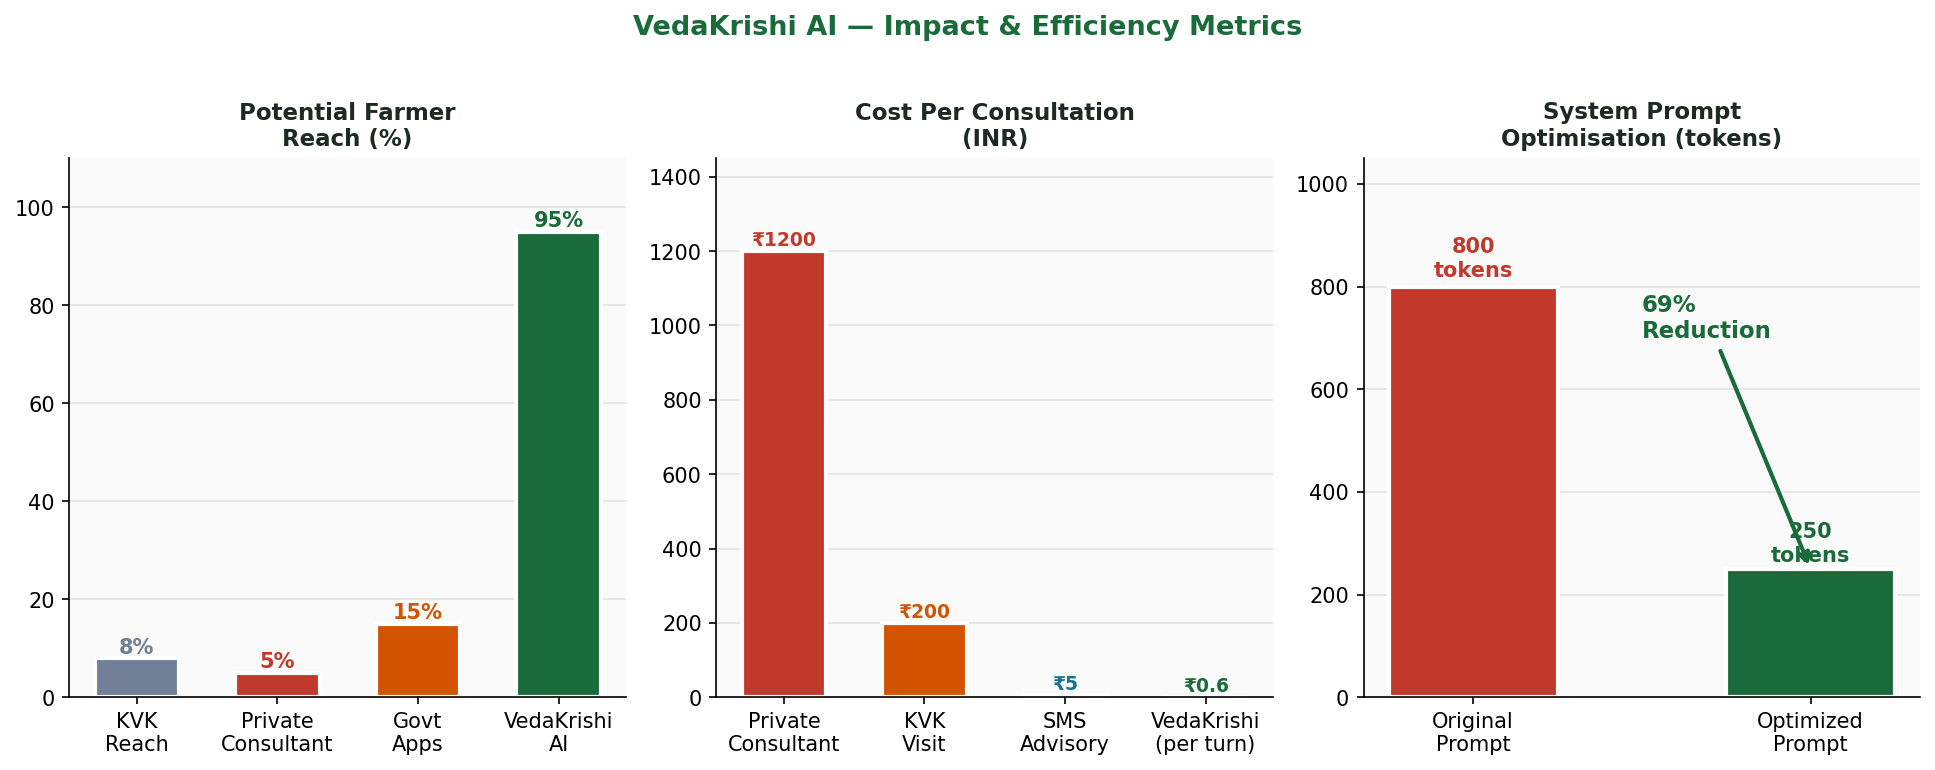 VedaKrishi AI — Impact & Efficiency Metrics
Potential Farmer
Reach (%)
100
80
60
40
20
0
8%
5%
15%
95%
KVK
Reach
Private
Consultant
Govt
Apps
VedaKrishi
AI
Cost Per Consultation
(INR)
1400
1200
1000
800
600
400
200
0
₹1200
₹200
₹5
₹0.6
Private
Consultant
KVK
Visit
SMS
Advisory
VedaKrishi
(per turn)
System Prompt
Optimisation (tokens)
1000
800
600
400
200
0
800
tokens
69%
Reduction
250
tokens
Original
Prompt
Optimized
Prompt